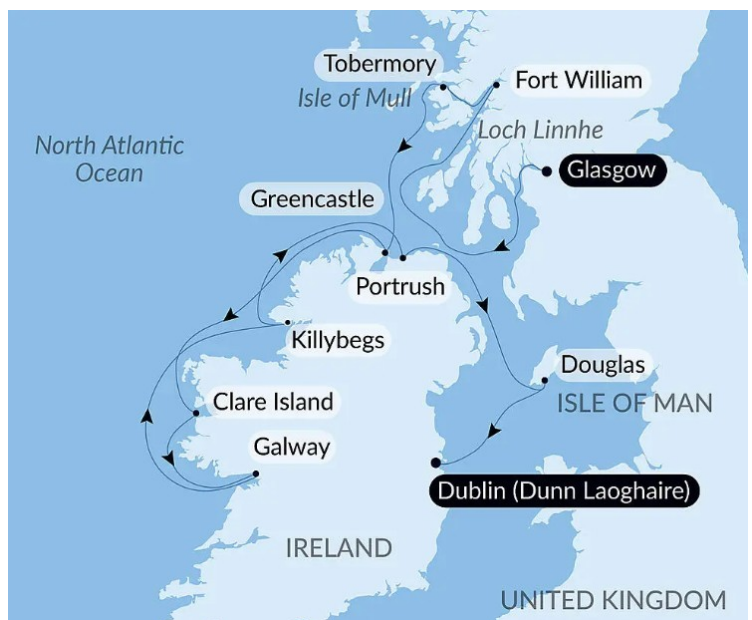 Tobermory
Isle of Mull
Fort William
Loch Linnhe
North Atlantic
Ocean
Glasgow
Greencastle
Portrush
Killybegs
Douglas
ISLE OF MAN
Clare Island
Galway
Dublin (Dunn Laoghaire)
IRELAND
UNITED KINGDOM